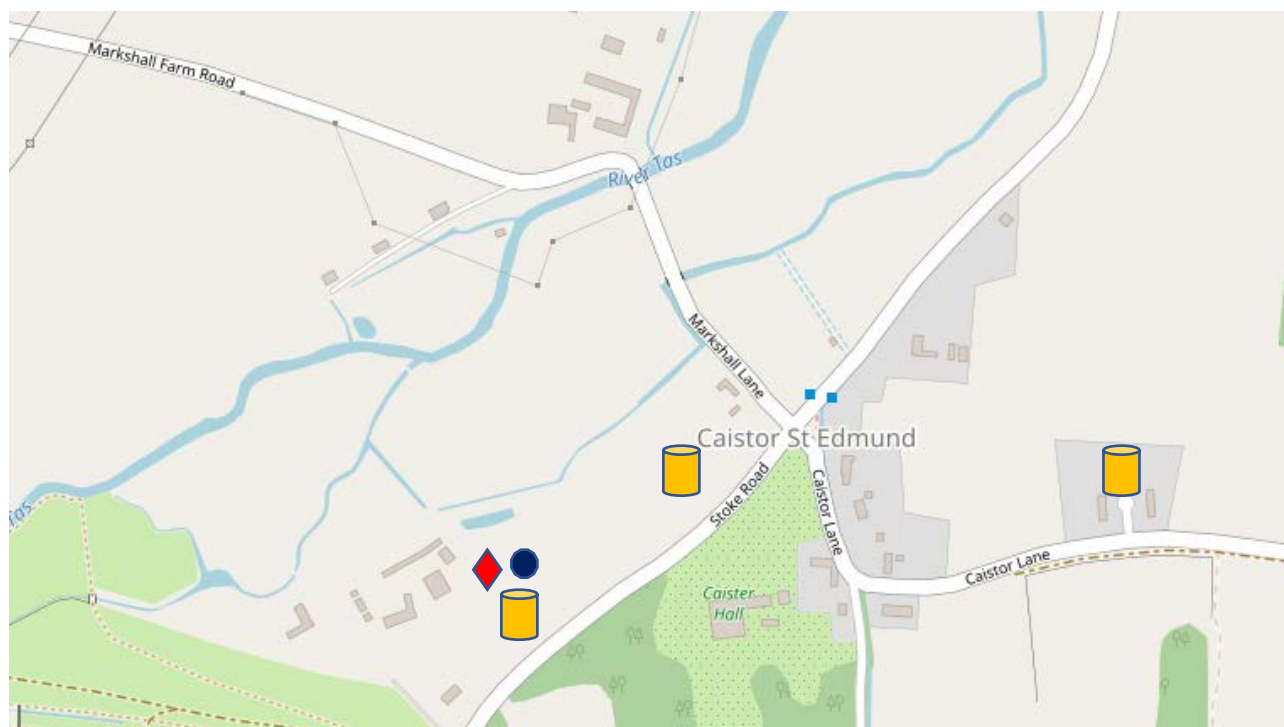 Markshall Farm Road
River Tas
Markshall Lane
Caistor St Edmund
Stoke Road
Caistor Lane
Tas
Caistor Lane
Caister
Hall